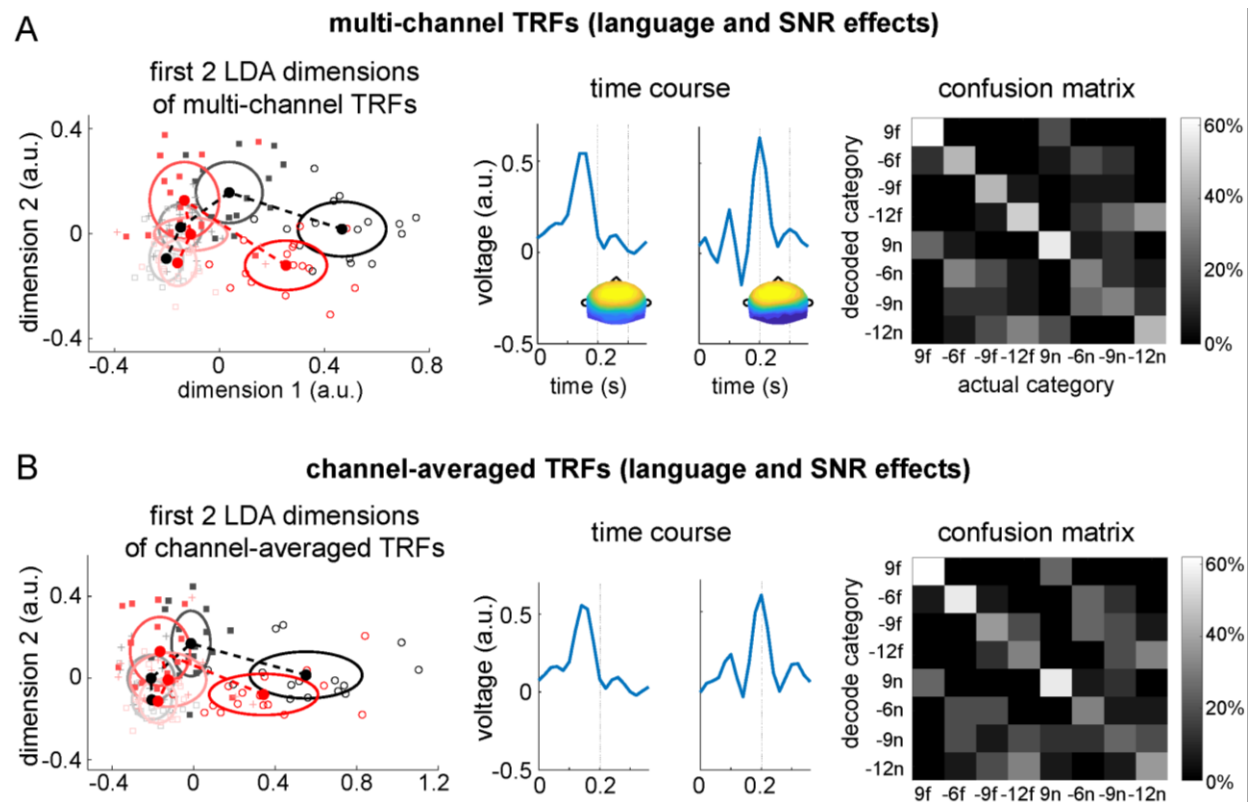 A
multi-channel TRFs (language and SNR effects)
first 2 LDA dimensions
of multi-channel TRFs
time course
confusion matrix
0.4
0
-0.4
dimension 2 (a.u.)
-0.4 0 0.4 0.8
dimension 1 (a.u.)
0.5
0
-0.5
voltage (a.u.)
0 0.2
time (s)
0 0.2
time (s)
9f
-6f
-9f
-12f
9n
-6n
-9n
-12n
decoded category
9f -6f -9f -12f 9n -6n -9n -12n
actual category
60%
40%
20%
0%
B
channel-averaged TRFs (language and SNR effects)
first 2 LDA dimensions
of channel-averaged TRFs
time course
confusion matrix
0.4
0
-0.4
dimension 2 (a.u.)
-0.4 0 0.4 0.8 1.2
0.5
0
-0.5
voltage (a.u.)
0 0.2
0 0.2
9f
-6f
-9f
-12f
9n
-6n
-9n
-12n
decode category
9f -6f -9f -12f 9n -6n -9n -12n
60%
40%
20%
0%